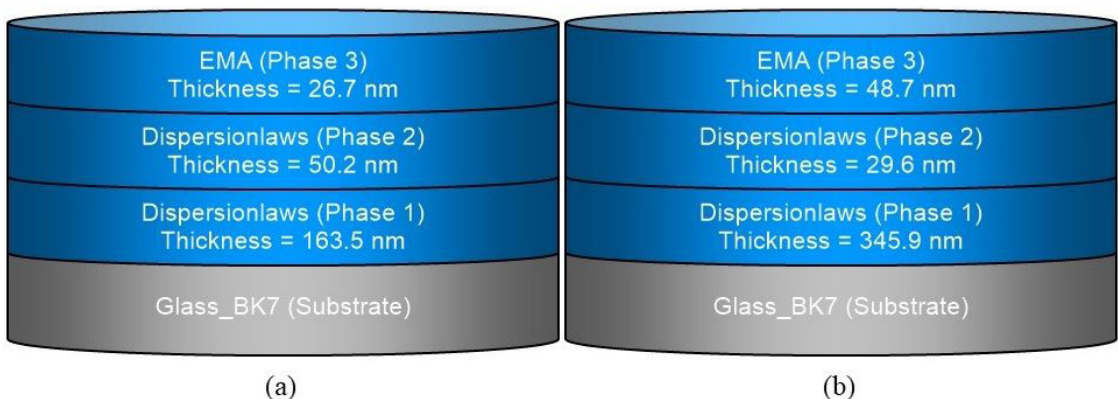 EMA (Phase 3)
Thickness = 26.7 nm
Dispersionlaws (Phase 2)
Thickness = 50.2 nm
Dispersionlaws (Phase 1)
Thickness = 163.5 nm
Glass_BK7 (Substrate)
(a)
EMA (Phase 3)
Thickness = 48.7 nm
Dispersionlaws (Phase 2)
Thickness = 29.6 nm
Dispersionlaws (Phase 1)
Thickness = 345.9 nm
Glass_BK7 (Substrate)
(b)